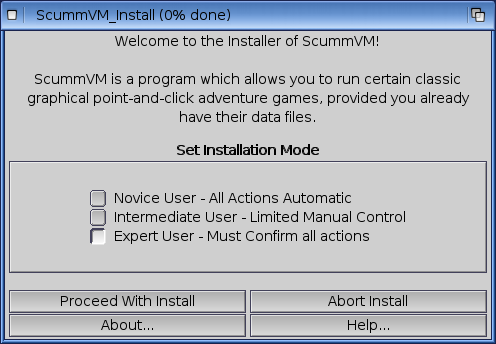 ScummVM_Install (0% done)
Welcome to the Installer of ScummVM!
ScummVM is a program which allows you to run certain classic
graphical point-and-click adventure games, provided you already
have their data files.
Set Installation Mode
Novice User - All Actions Automatic
Intermediate User - Limited Manual Control
Expert User - Must Confirm all actions
Proceed With Install
Abort Install
About...
Help...